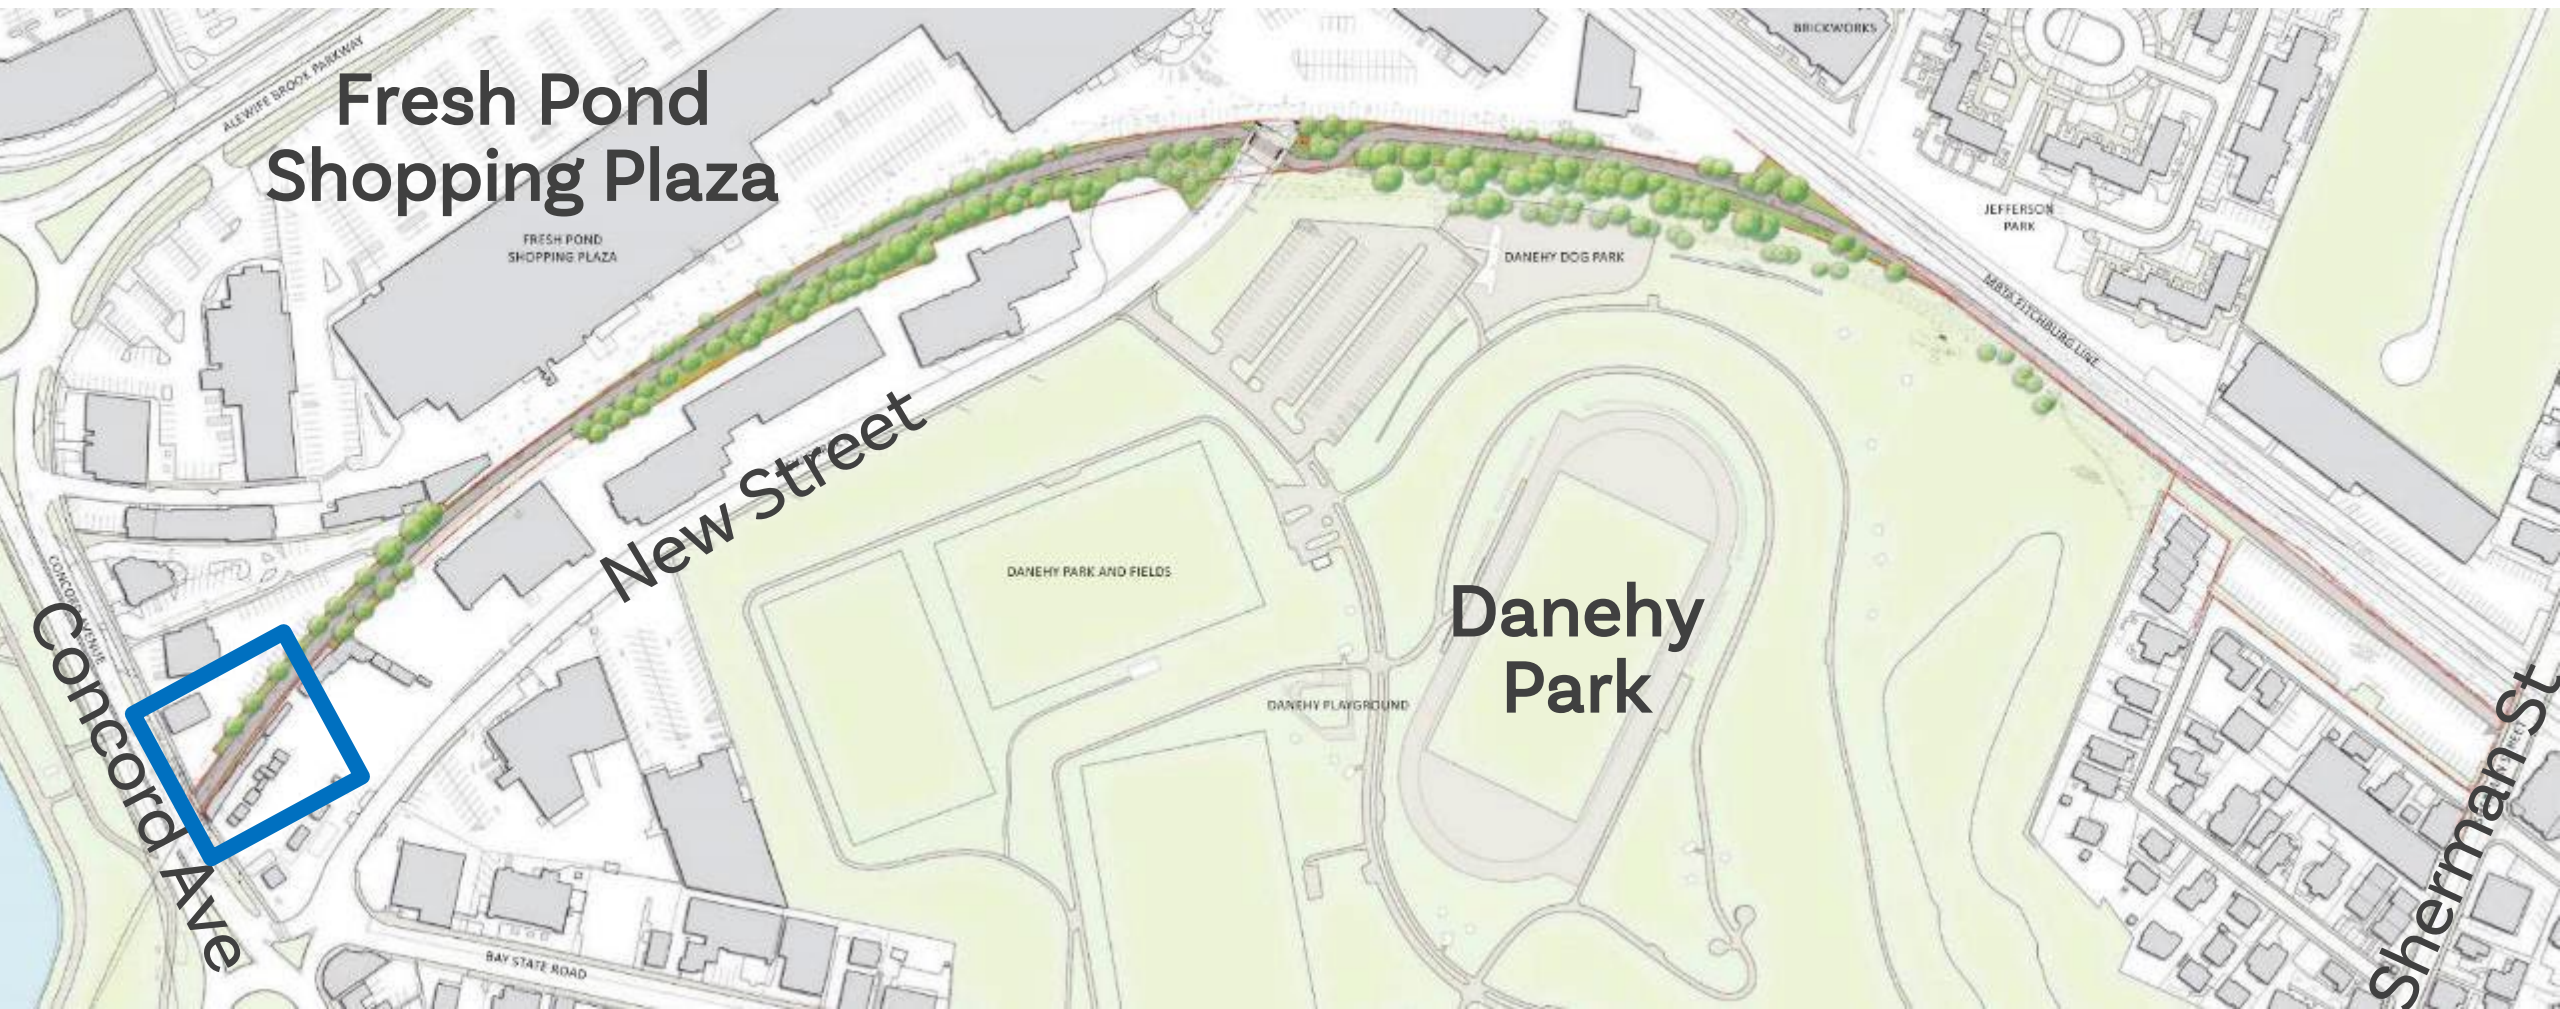 BRICKWORKS
ALEWIFE BROOK PARKWAY
Fresh Pond
Shopping Plaza
FRESH POND
SHOPPING PLAZA
JEFFERSON
PARK
DANEHY DOG PARK
MBTA FITCHBURG LINE
New Street
DANEHY PARK AND FIELDS
CONCORD AVENUE
Concord Ave
Danehy
Park
DANEHY PLAYGROUND
Sherman St
BAY STATE ROAD